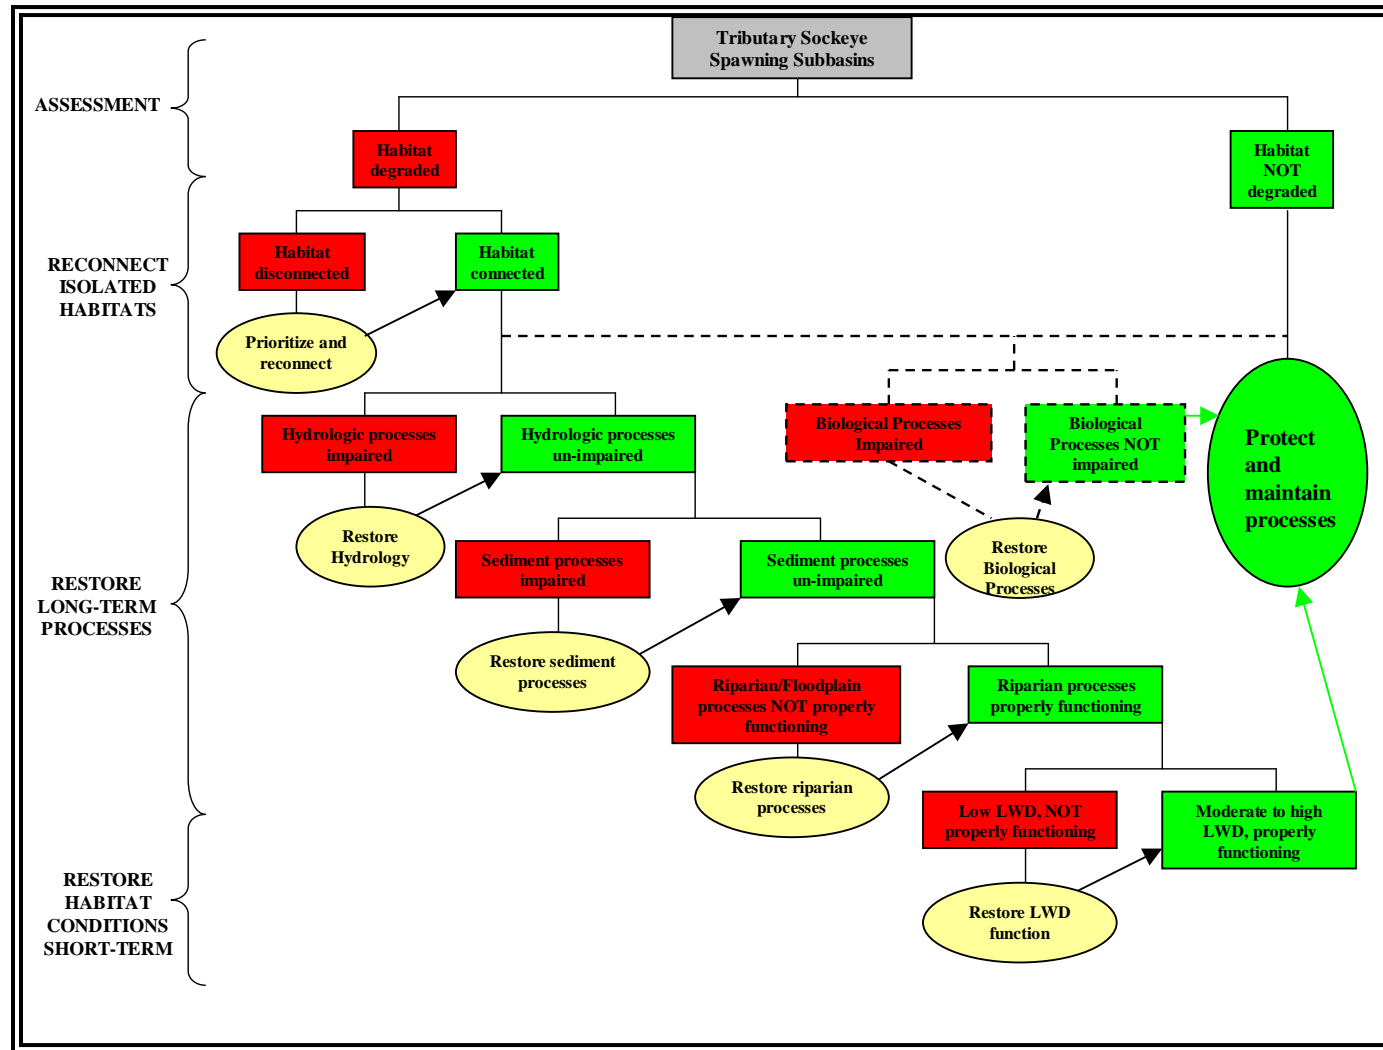 Tributary Sockeye
Spawning Subbasins
ASSESSMENT
Habitat
degraded
Habitat
NOT
degraded
RECONNECT
ISOLATED
HABITATS
Habitat
disconnected
Habitat
connected
Prioritize and
reconnect
RESTORE
LONG-TERM
PROCESSES
Hydrologic processes
impaired
Hydrologic processes
un-impaired
Biological Processes
Impaired
Biological
Processes NOT
impaired
Protect
and
maintain
processes
Restore
Hydrology
Sediment processes
impaired
Sediment processes
un-impaired
Restore
Biological
Processes
Restore sediment
processes
Riparian/Floodplain
processes NOT properly
functioning
Riparian processes
properly functioning
Restore riparian
processes
Low LWD, NOT
properly functioning
Moderate to high
LWD, properly
functioning
RESTORE
HABITAT
CONDITIONS
SHORT-TERM
Restore LWD
function